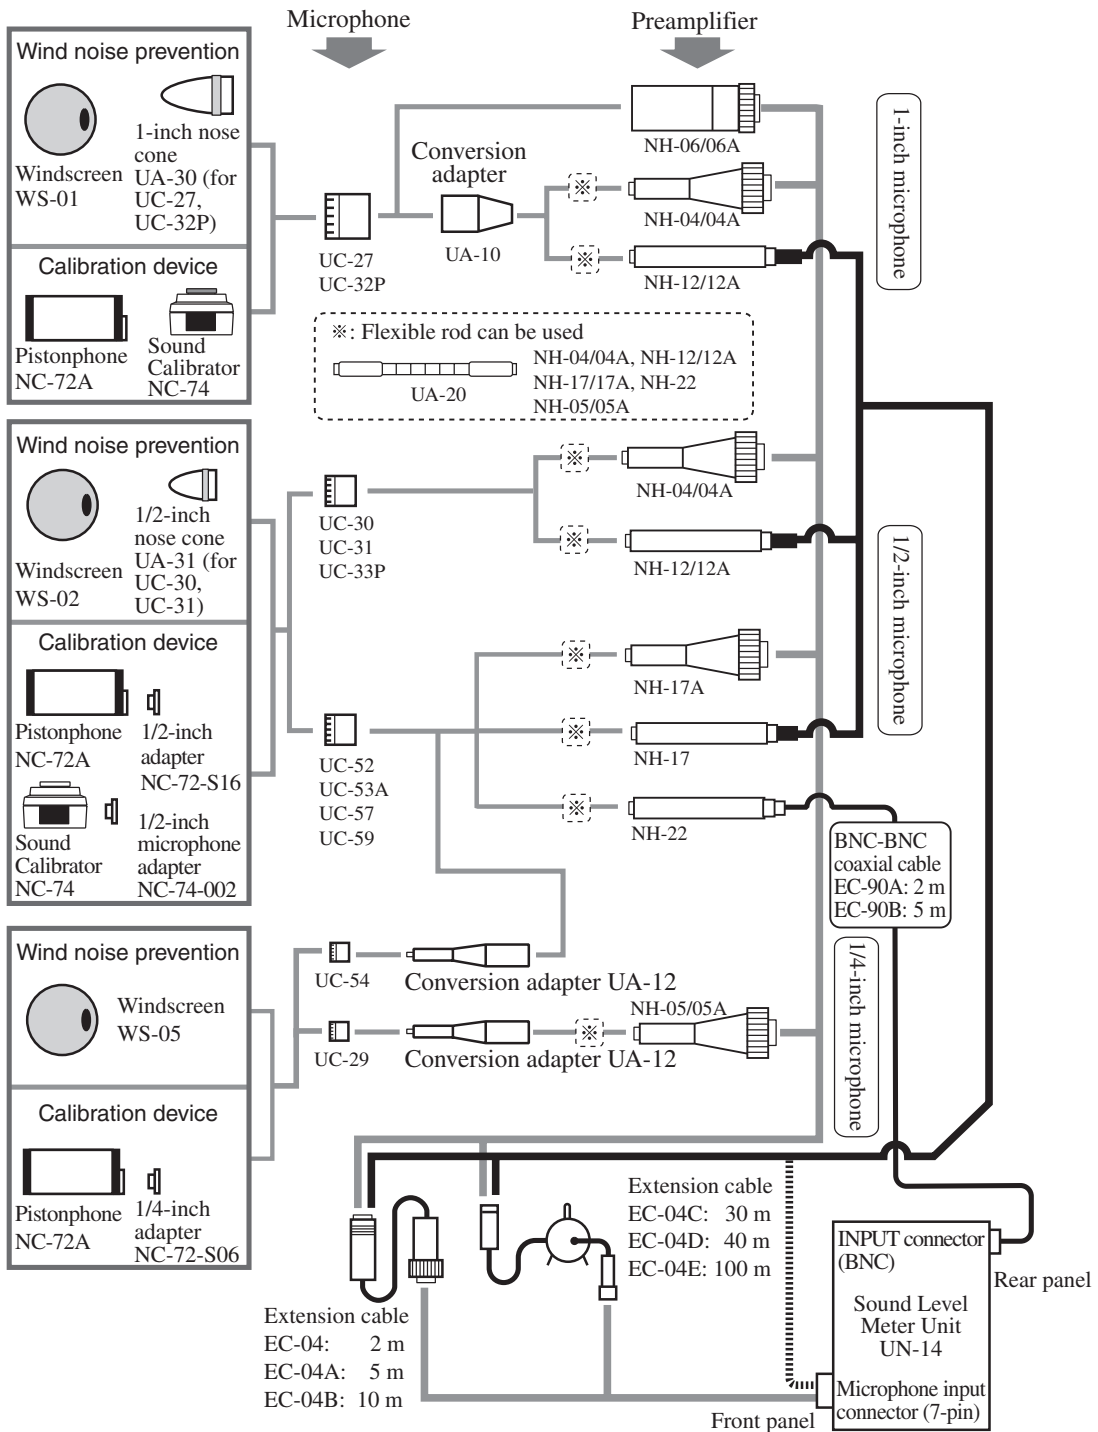 Microphone
Preamplifier
Wind noise prevention
1-inch nose
cone
UA-30 (for
UC-27,
UC-32P)
Windscreen
WS-01
Calibration device
Pistonphone
NC-72A
Sound
Calibrator
NC-74
UC-27
UC-32P
Conversion
adapter
UA-10
※
※
NH-06/06A
NH-04/04A
NH-12/12A
1-inch microphone
※: Flexible rod can be used
UA-20
NH-04/04A, NH-12/12A
NH-17/17A, NH-22
NH-05/05A
Wind noise prevention
1/2-inch
nose cone
UA-31 (for
UC-30,
UC-31)
Windscreen
WS-02
Calibration device
Pistonphone
NC-72A
1/2-inch
adapter
NC-72-S16
Sound
Calibrator
NC-74
1/2-inch
microphone
adapter
NC-74-002
UC-30
UC-31
UC-33P
※
※
NH-04/04A
NH-12/12A
1/2-inch microphone
UC-52
UC-53A
UC-57
UC-59
※
※
※
NH-17A
NH-17
NH-22
BNC-BNC
coaxial cable
EC-90A: 2 m
EC-90B: 5 m
Wind noise prevention
Windscreen
WS-05
Calibration device
Pistonphone
NC-72A
1/4-inch
adapter
NC-72-S06
UC-54
Conversion adapter UA-12
UC-29
Conversion adapter UA-12
※
NH-05/05A
1/4-inch microphone
Extension cable
EC-04: 2 m
EC-04A: 5 m
EC-04B: 10 m
Extension cable
EC-04C: 30 m
EC-04D: 40 m
EC-04E: 100 m
INPUT connector
(BNC)
Rear panel
Sound Level
Meter Unit
UN-14
Microphone input
connector (7-pin)
Front panel